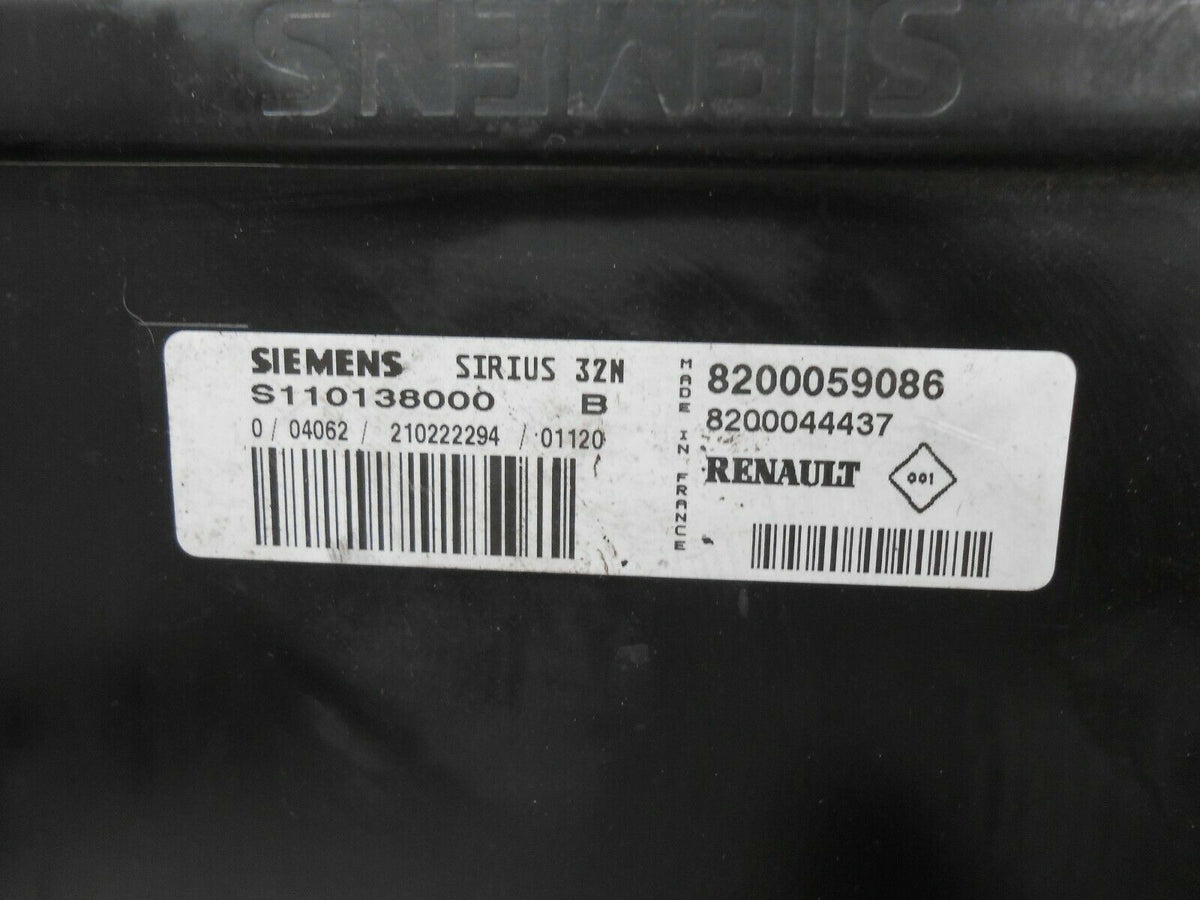 SIEMENS
SIEMENS SIRIUS 32N
S110138000 B
0 / 04062 / 210222294 / 01120
MADE IN FRANCE
8200059086
8200044437
RENAULT 001